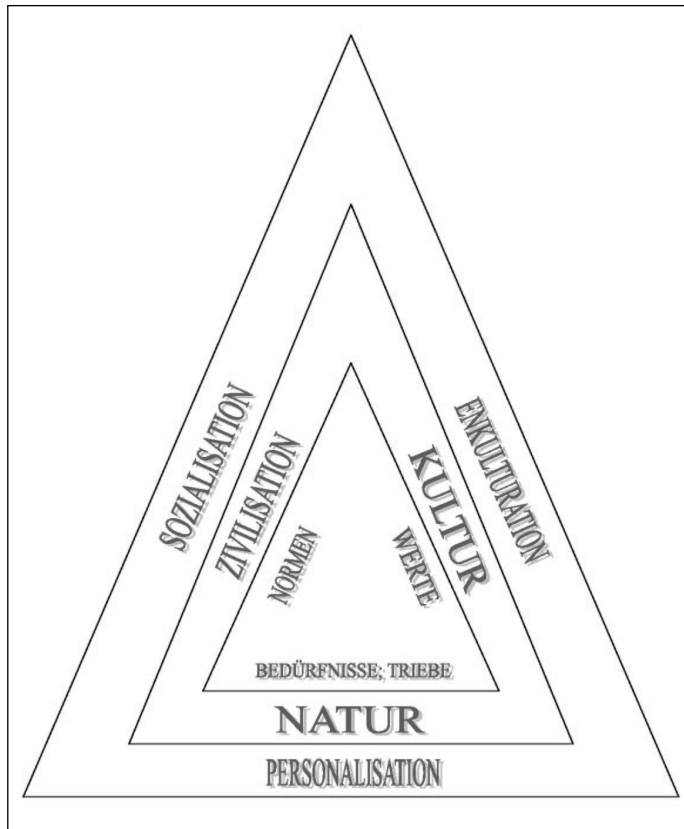 SOZIALISATION
ENKULTURATION
ZIVILISATION
KULTUR
NORMEN
WERTE
BEDÜRFNISSE; TRIEBE
NATUR
PERSONALISATION